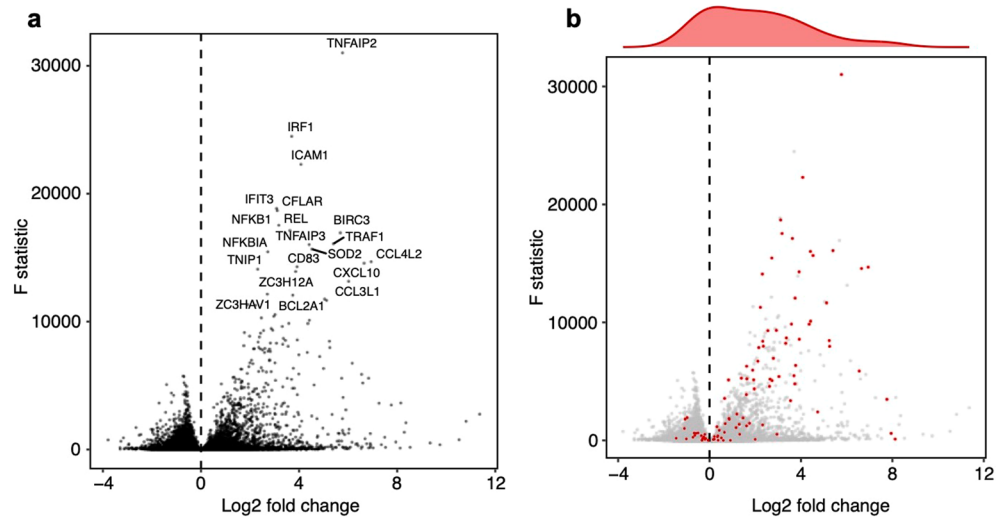 a
TNFAIP2
30000
IRF1
ICAM1
20000
IFIT3 CFLAR
NFKB1 REL BIRC3
TNFAIP3 TRAF1
NFKBIA SOD2 CCL4L2
TNIP1 CD83 CXCL10
ZC3H12A CCL3L1
ZC3HAV1 BCL2A1
10000
0
F statistic
−4 0 4 8 12
Log2 fold change
b
30000
20000
10000
0
F statistic
−4 0 4 8 12
Log2 fold change